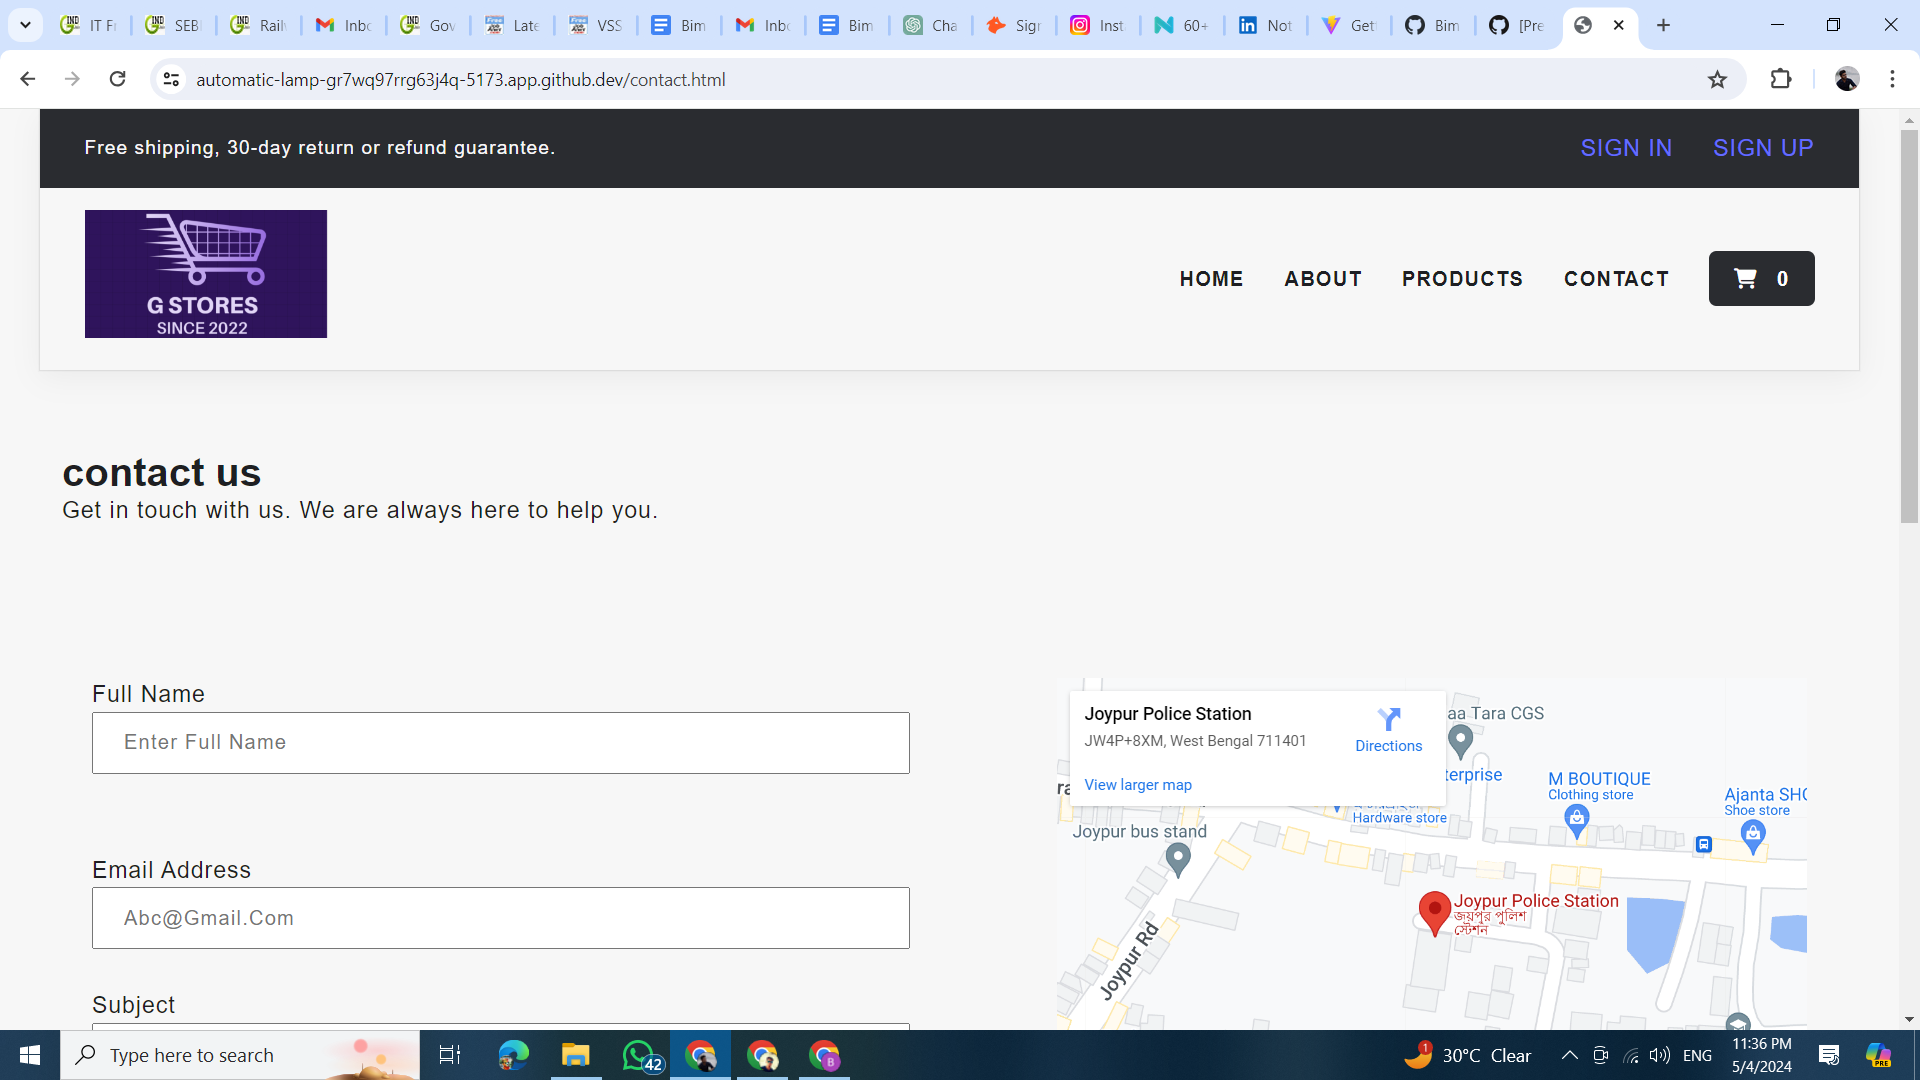 IT Fr
SEBI
Rail
Inbo
Gov
Late
VSS
Bim
Inbo
Bim
Cha
Sigr
Inst
60+
Not
Get
Bim
[Pre
automatic-lamp-gr7wq97rrg63j4q-5173.app.github.dev/contact.html
Free shipping, 30-day return or refund guarantee.
SIGN IN
SIGN UP
G STORES
SINCE 2022
HOME
ABOUT
PRODUCTS
CONTACT
0
contact us
Get in touch with us. We are always here to help you.
Full Name
Enter Full Name
Email Address
Abc@Gmail.Com
Subject
Joypur Police Station
JW4P+8XM, West Bengal 711401
Directions
View larger map
aa Tara CGS
terprise
M BOUTIQUE
Clothing store
Ajanta SHO
Shoe store
Hardware store
Joypur bus stand
Joypur Police Station
জয়পুর পুলিশ
স্টেশন
Joypur Rd
Type here to search
42
B
1
30°C Clear
ENG
11:36 PM
5/4/2024
PRE